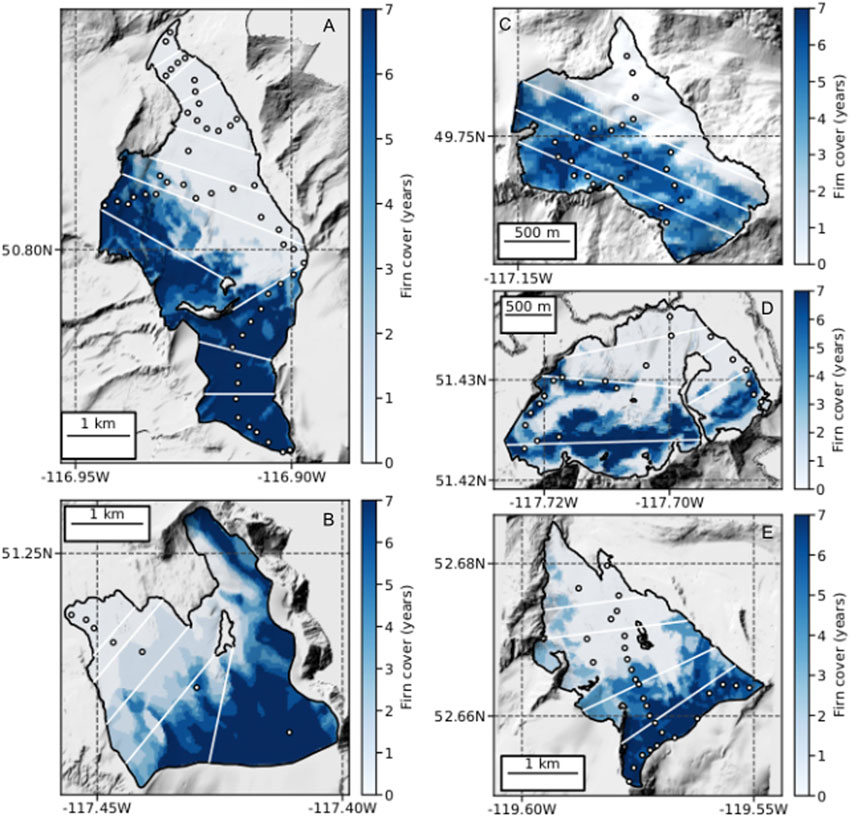 A
7
6
5
4
3
2
1
0
Firn cover (years)
50.80N
1 km
-116.95W
-116.90W
C
7
6
5
4
3
2
1
0
Firn cover (years)
49.75N
500 m
-117.15W
D
500 m
7
6
5
4
3
2
1
0
Firn cover (years)
51.43N
51.42N
-117.72W
-117.70W
B
1 km
7
6
5
4
3
2
1
0
Firn cover (years)
51.25N
-117.45W
-117.40W
E
7
6
5
4
3
2
1
0
Firn cover (years)
52.68N
52.66N
1 km
-119.60W
-119.55W